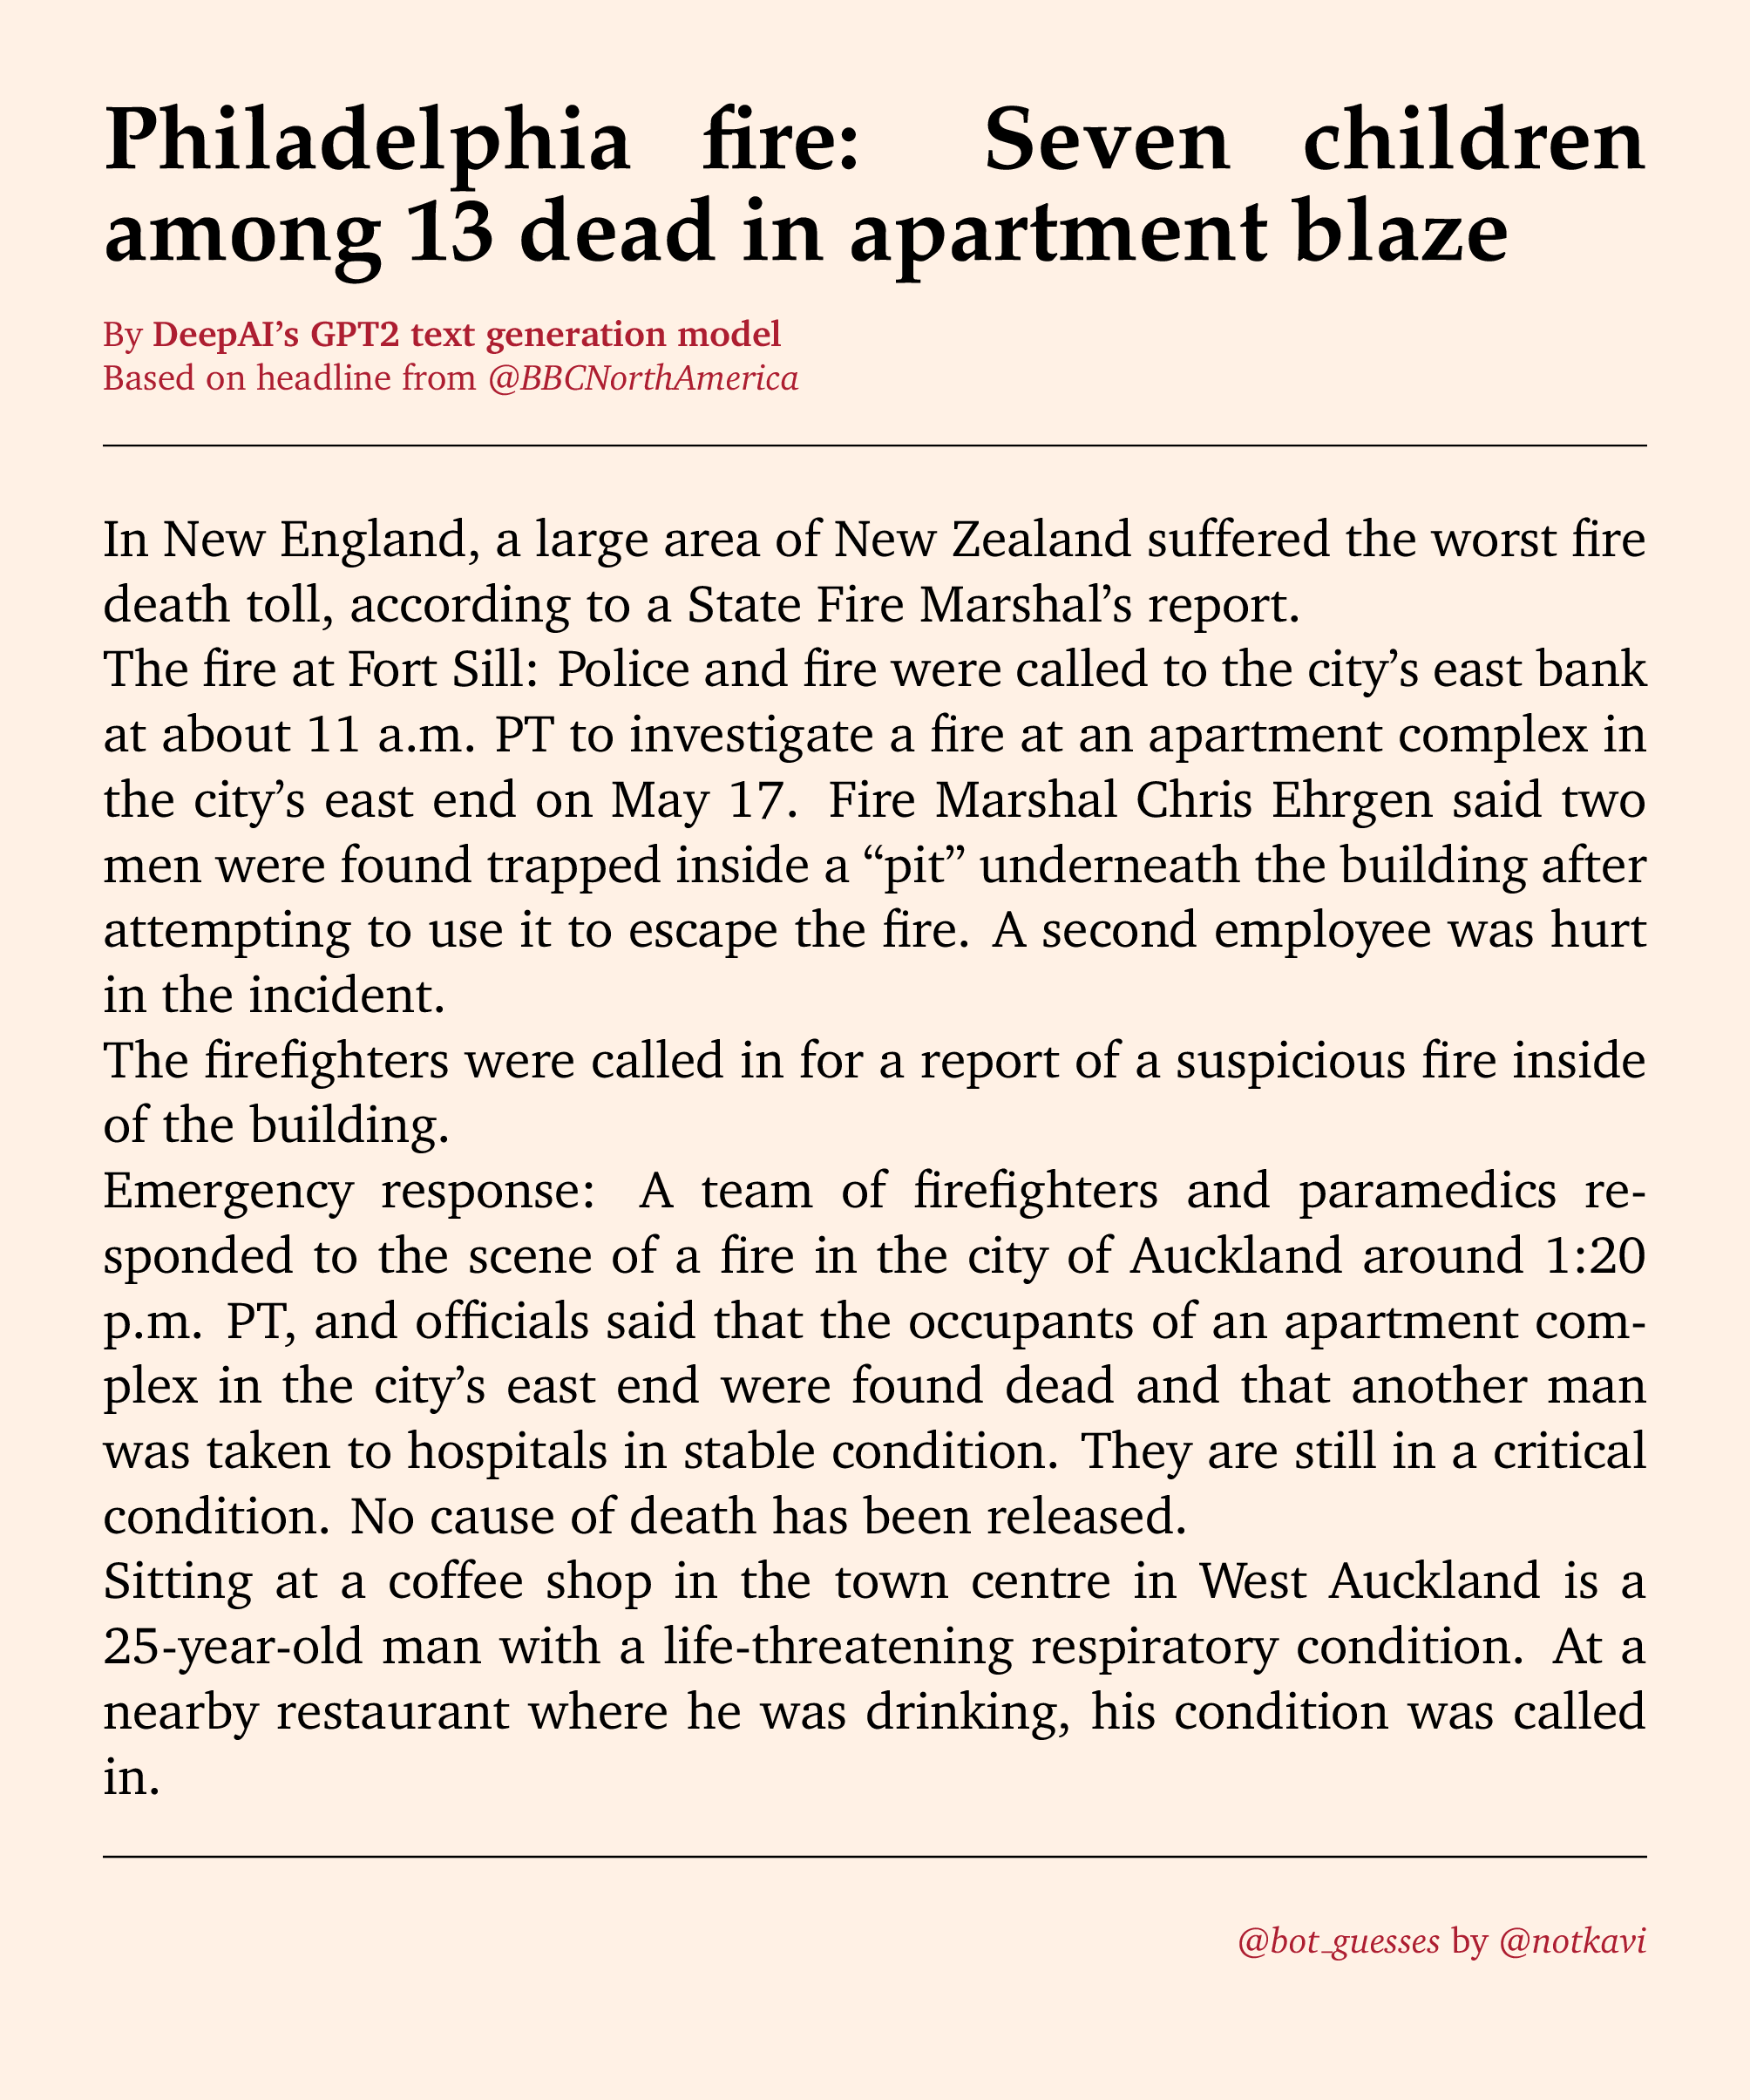 Philadelphia fire: Seven children
among 13 dead in apartment blaze
By DeepAI's GPT2 text generation model
Based on headline from @BBCNorthAmerica
In New England, a large area of New Zealand suffered the worst fire
death toll, according to a State Fire Marshal's report.
The fire at Fort Sill: Police and fire were called to the city's east bank
at about 11 a.m. PT to investigate a fire at an apartment complex in
the city's east end on May 17. Fire Marshal Chris Ehrgen said two
men were found trapped inside a “pit” underneath the building after
attempting to use it to escape the fire. A second employee was hurt
in the incident.
The firefighters were called in for a report of a suspicious fire inside
of the building.
Emergency response: A team of firefighters and paramedics re-
sponded to the scene of a fire in the city of Auckland around 1:20
p.m. PT, and officials said that the occupants of an apartment com-
plex in the city's east end were found dead and that another man
was taken to hospitals in stable condition. They are still in a critical
condition. No cause of death has been released.
Sitting at a coffee shop in the town centre in West Auckland is a
25-year-old man with a life-threatening respiratory condition. At a
nearby restaurant where he was drinking, his condition was called
in.
@bot_guesses by @notkavi